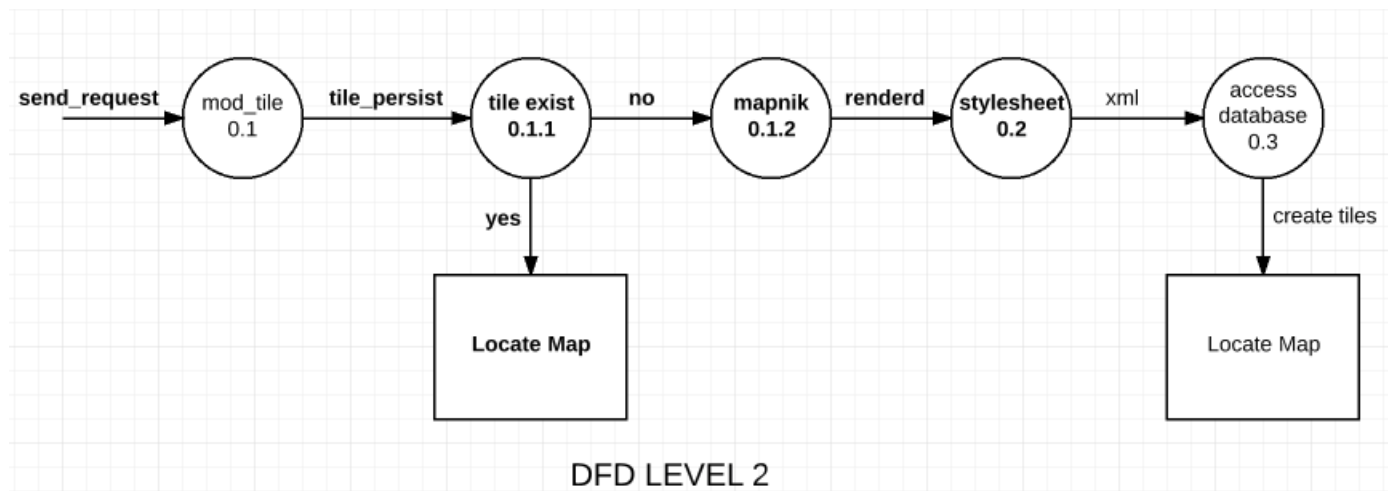 send_request
mod_tile
0.1
tile_persist
tile exist
0.1.1
no
mapnik
0.1.2
renderd
stylesheet
0.2
xml
access
database
0.3
yes
create tiles
Locate Map
Locate Map
DFD LEVEL 2